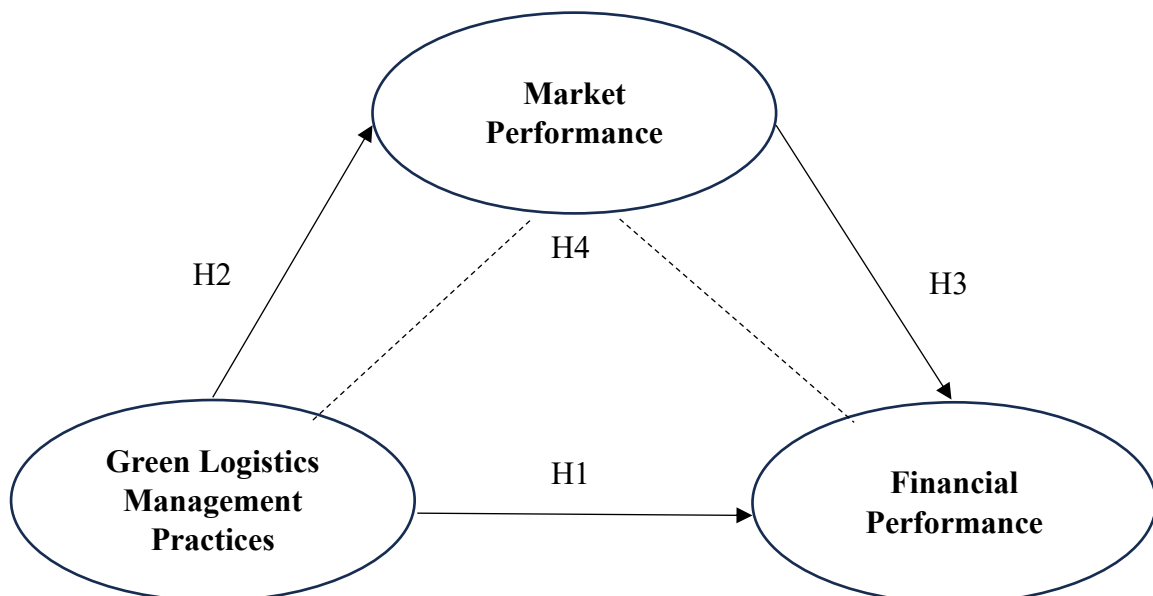 Market
Performance
H4
H2
H3
Green Logistics
Management
Practices
H1
Financial
Performance